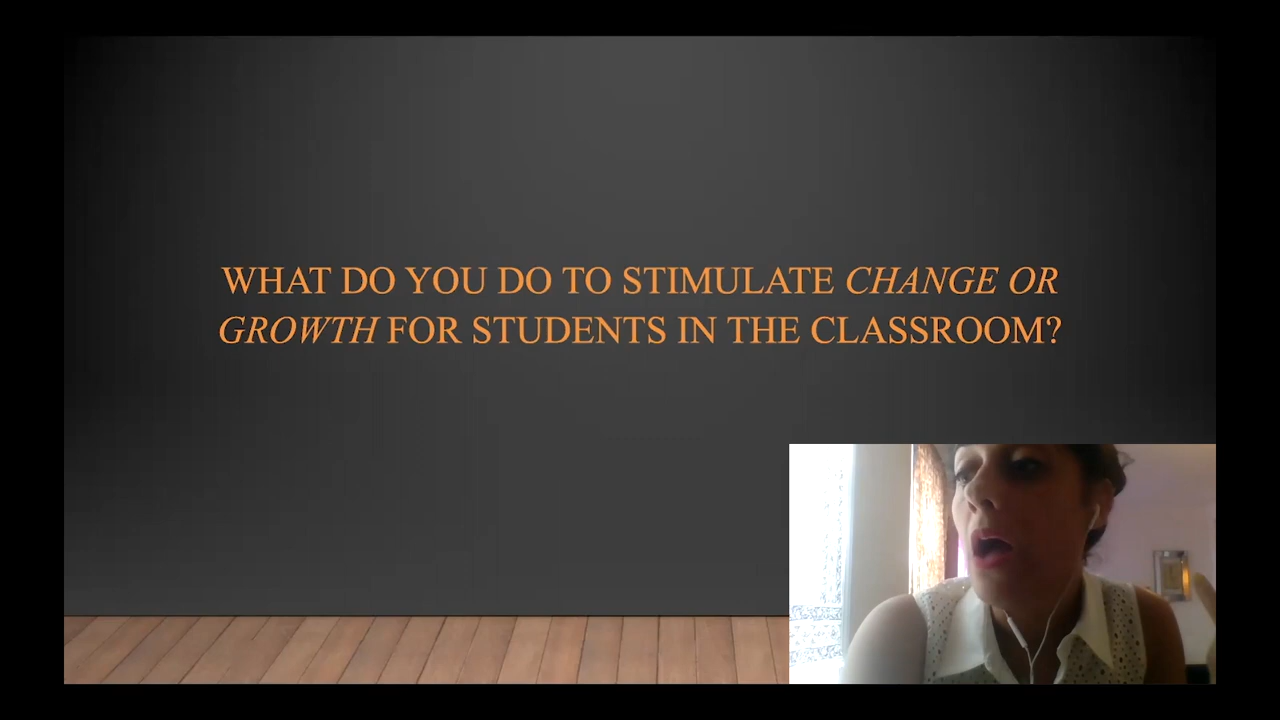 WHAT DO YOU DO TO STIMULATE CHANGE OR
GROWTH FOR STUDENTS IN THE CLASSROOM?